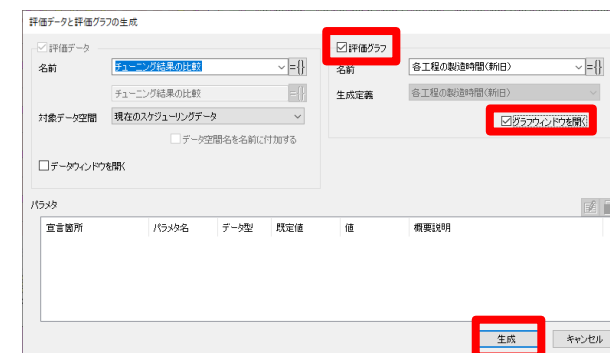 評価データと評価グラフの生成
評価データ
名前
チューニング結果の比較
={}
チューニング結果の比較
={}
対象データ空間
現在のスケジューリングデータ
データ空間名を名前に付加する
データウィンドウを開く
評価グラフ
名前
各工程の製造時間(新旧)
={}
生成定義
各工程の製造時間(新旧)
グラフウィンドウを開く
パラメタ
宣言箇所 パラメタ名 データ型 既定値 値 概要説明
生成 キャンセル